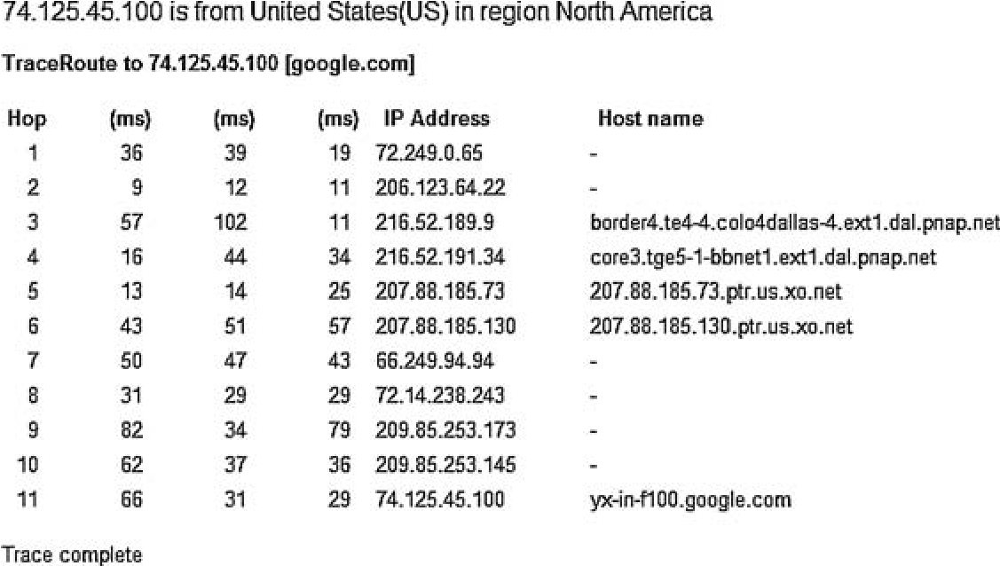 74.125.45.100 is from United States(US) in region North America
TraceRoute to 74.125.45.100 [google.com]
Hop (ms) (ms) (ms) IP Address Host name
1 36 39 19 72.249.0.65 -
2 9 12 11 206.123.64.22 -
3 57 102 11 216.52.189.9 border4.te4-4.colo4dallas-4.ext1.dal.pnap.net
4 16 44 34 216.52.191.34 core3.tge5-1-bbnet1.ext1.dal.pnap.net
5 13 14 25 207.88.185.73 207.88.185.73.ptr.us.xo.net
6 43 51 57 207.88.185.130 207.88.185.130.ptr.us.xo.net
7 50 47 43 66.249.94.94 -
8 31 29 29 72.14.238.243 -
9 82 34 79 209.85.253.173 -
10 62 37 36 209.85.253.145 -
11 66 31 29 74.125.45.100 yx-in-f100.google.com
Trace complete